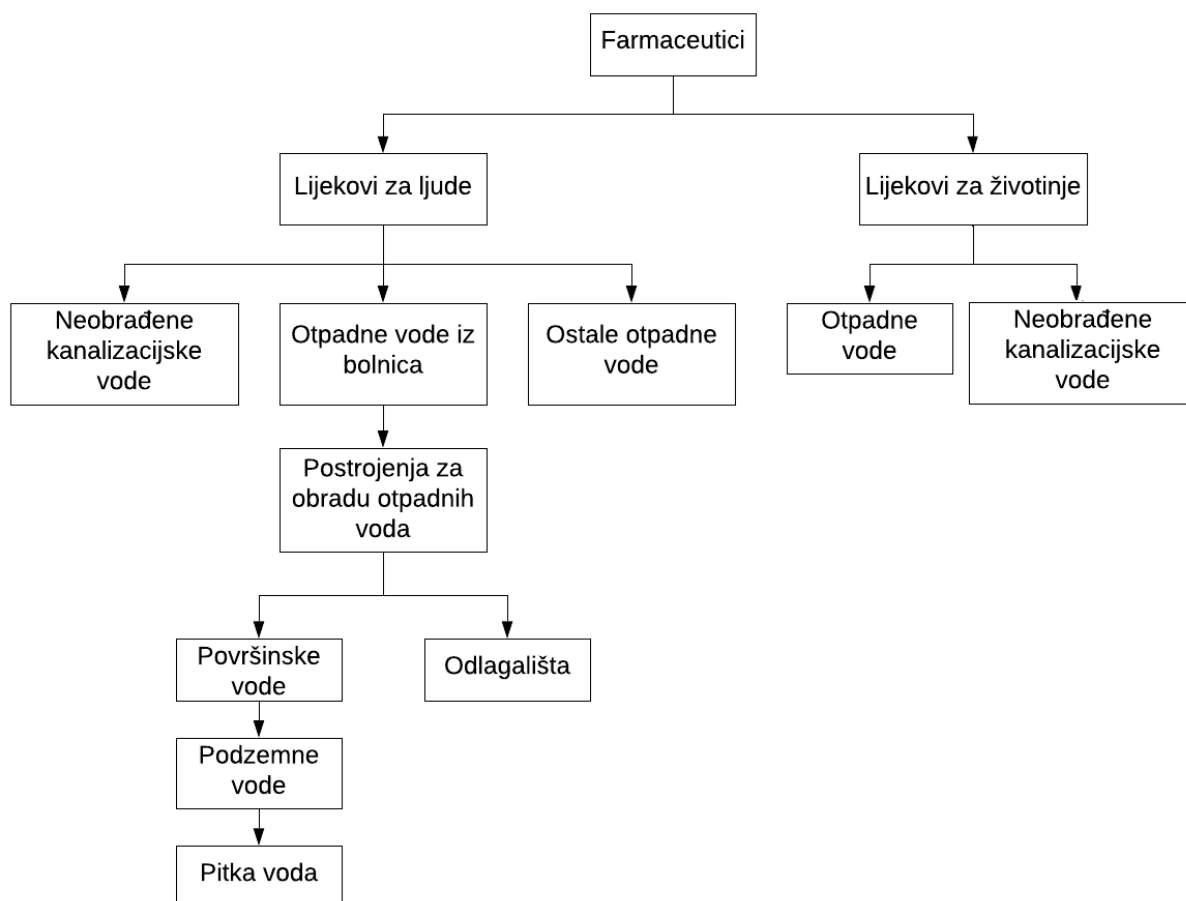 Farmaceutici
Lijekovi za ljude
Lijekovi za životinje
Neobrađene
kanalizacijske
vode
Otpadne vode iz
bolnica
Ostale otpadne
vode
Otpadne
vode
Neobrađene
kanalizacijske
vode
Postrojenja za
obradu otpadnih
voda
Površinske
vode
Odlagališta
Podzemne
vode
Pitka voda